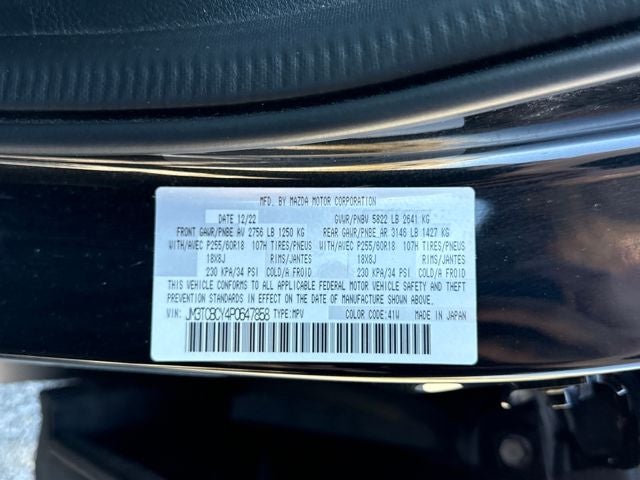 MFD. BY MAZDA MOTOR CORPORATION
DATE 12/22 GVWR/PNBV 5822 LB 2641 KG
FRONT GAWR/PNBE AV 2756 LB 1250 KG REAR GAWR/PNBE AR 3146 LB 1427 KG
WITH/AVEC P255/60R18 107H TIRES/PNEUS WITH/AVEC P255/60R18 107H TIRES/PNEUS
18X8J RIMS/JANTES 18X8J RIMS/JANTES
230 KPA/34 PSI COLD/A FROID 230 KPA/34 PSI COLD/A FROID
THIS VEHICLE CONFORMS TO ALL APPLICABLE FEDERAL MOTOR VEHICLE SAFETY AND THEFT
PREVENTION STANDARDS IN EFFECT ON THE DATE OF MANUFACTURE SHOWN ABOVE.
VIN: JM3TCBCY4P0647858 TYPE:MPV COLOR CODE:41W MADE IN JAPAN